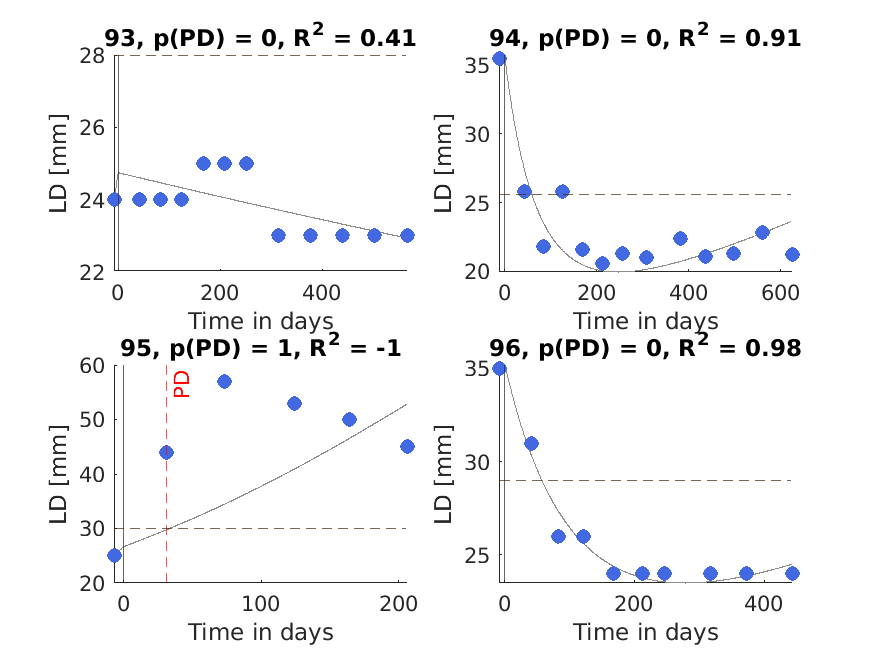 93, p(PD) = 0, R² = 0.41
LD [mm]
28
26
24
22
0
200
400
Time in days
94, p(PD) = 0, R² = 0.91
LD [mm]
35
30
25
20
0
200
400
600
Time in days
95, p(PD) = 1, R² = -1
LD [mm]
60
50
40
30
20
PD
0
100
200
Time in days
96, p(PD) = 0, R² = 0.98
LD [mm]
35
30
25
0
200
400
Time in days